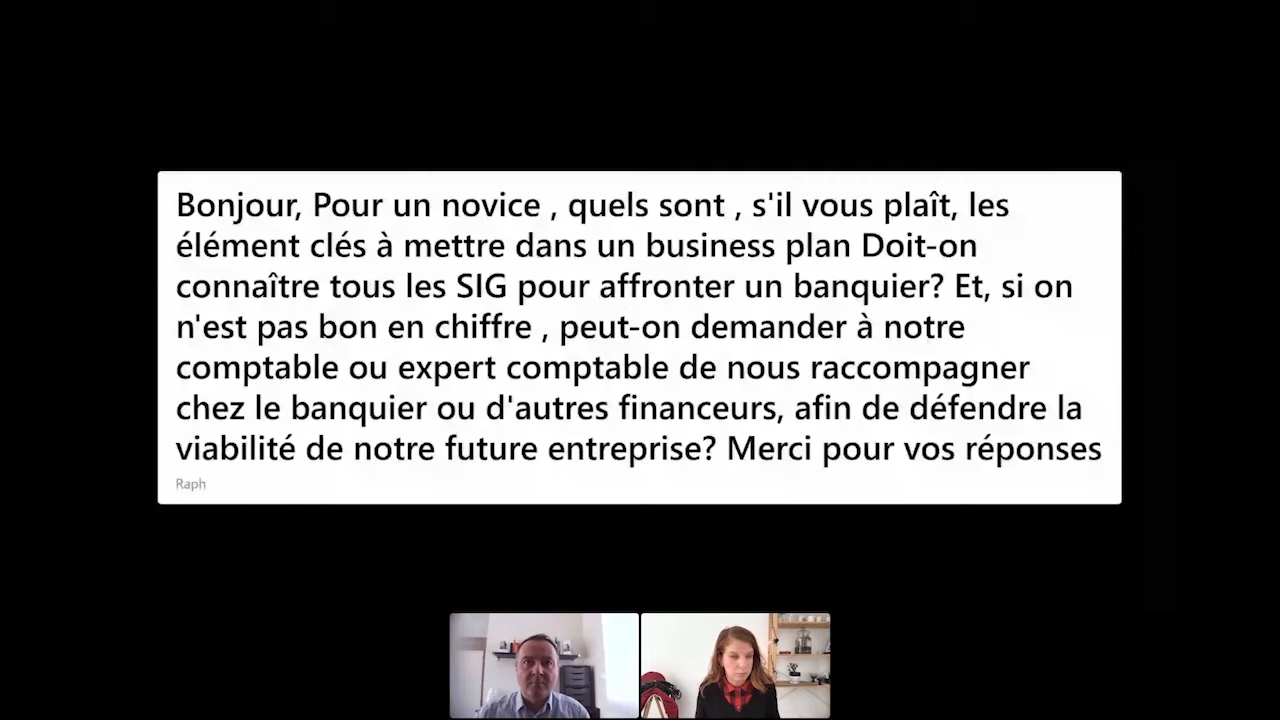 Bonjour, Pour un novice , quels sont , s'il vous plaît, les
élément clés à mettre dans un business plan Doit-on
connaître tous les SIG pour affronter un banquier? Et, si on
n'est pas bon en chiffre , peut-on demander à notre
comptable ou expert comptable de nous raccompagner
chez le banquier ou d'autres financeurs, afin de défendre la
viabilité de notre future entreprise? Merci pour vos réponses
Raph